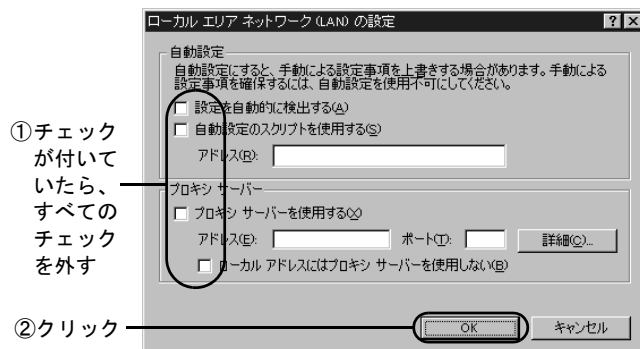 ローカル エリア ネットワーク (LAN) の設定
自動設定
自動設定にすると、手動による設定事項を上書きする場合があります。手動による
設定事項を確保するには、自動設定を使用不可にしてください。
設定を自動的に検出する(A)
自動設定のスクリプトを使用する(S)
アドレス(R):
プロキシ サーバー
プロキシ サーバーを使用する(X)
アドレス(E):
ポート(T):
詳細(C)...
ローカル アドレスにはプロキシ サーバーを使用しない(B)
OK
キャンセル
①チェック
が付いて
いたら、
すべての
チェック
を外す
②クリック